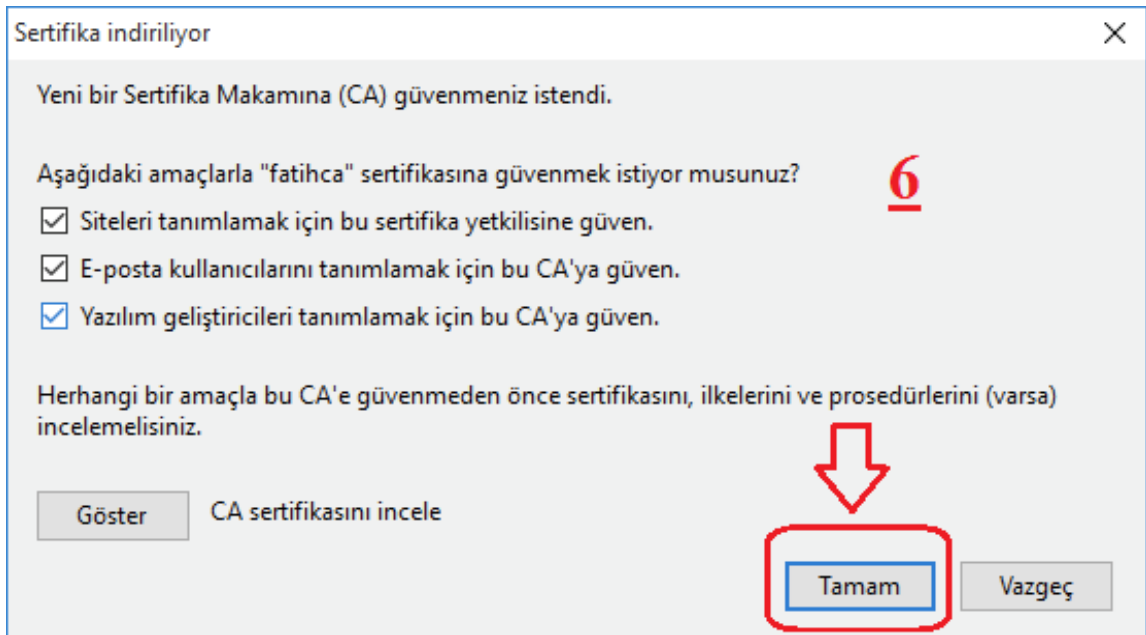 Sertifika indiriliyor
Yeni bir Sertifika Makamına (CA) güvenmeniz istendi.
Aşağıdaki amaçlarla "fatihca" sertifikasına güvenmek istiyor musunuz?
6
Siteleri tanımlamak için bu sertifika yetkilisine güven.
E-posta kullanıcılarını tanımlamak için bu CA'ya güven.
Yazılım geliştiricileri tanımlamak için bu CA'ya güven.
Herhangi bir amaçla bu CA'e güvenmeden önce sertifikasını, ilkelerini ve prosedürlerini (varsa)
incelemelisiniz.
Göster CA sertifikasını incele
Tamam Vazgeç